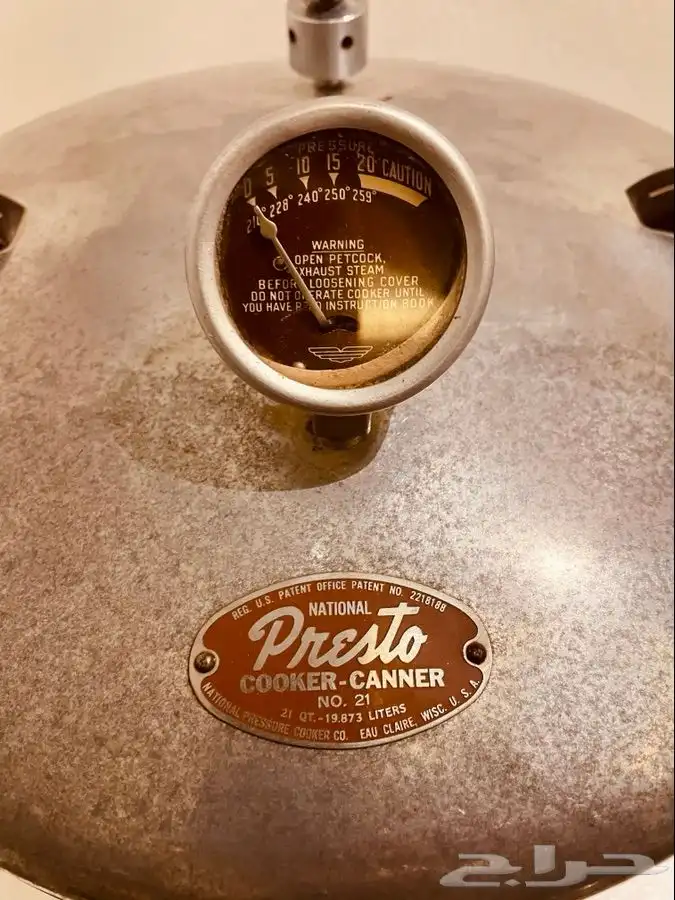 PRESSURE
0 5 10 15 20 CAUTION
228° 240° 250° 259°
WARNING
OPEN PETCOCK,
EXHAUST STEAM
BEFORE LOOSENING COVER
DO NOT OPERATE COOKER UNTIL
YOU HAVE READ INSTRUCTION BOOK
REG. U.S. PATENT OFFICE PATENT NO. 2218188
NATIONAL
Presto
COOKER-CANNER
NO. 21
21 QT.-19.873 LITERS
NATIONAL PRESSURE COOKER CO. EAU CLAIRE, WISC. U.S.A.
حراج